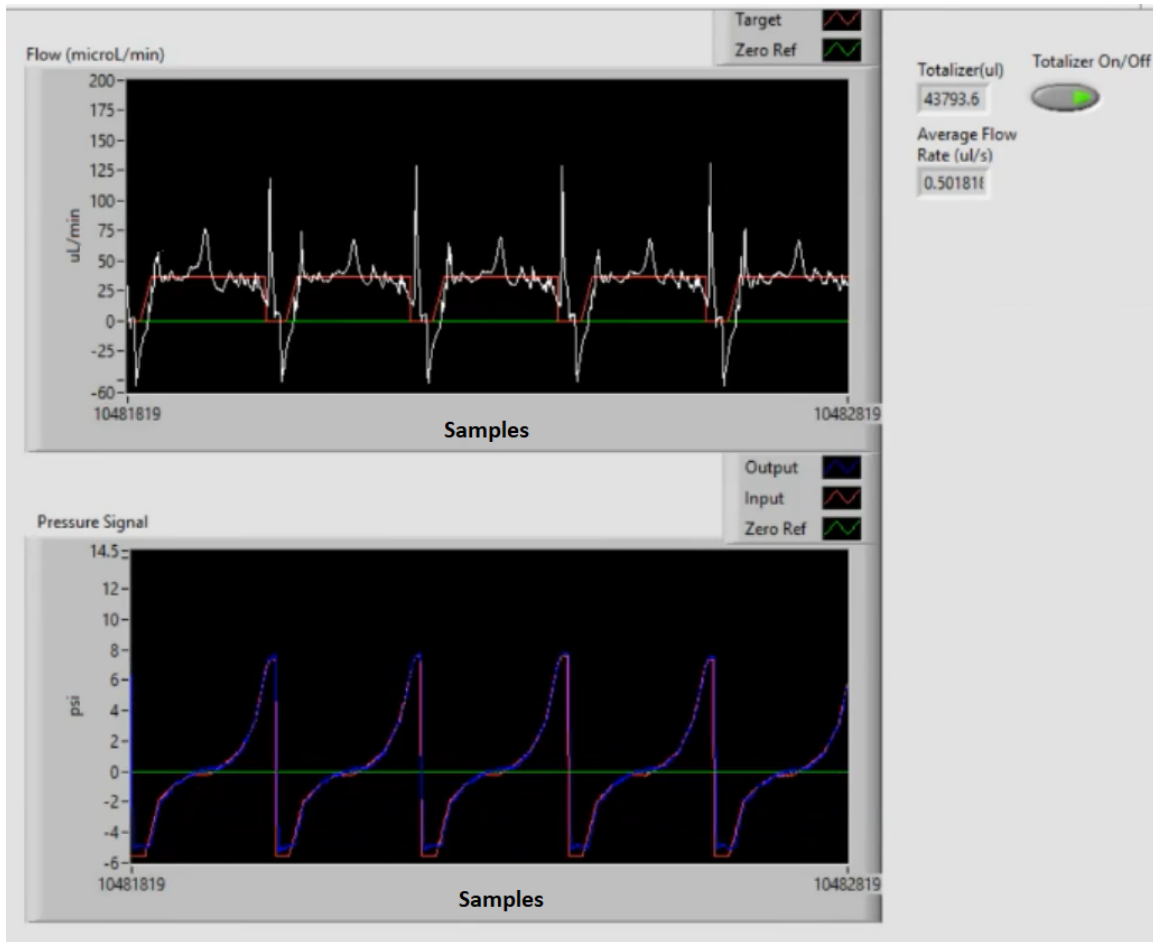 Target
Zero Ref
Flow (microL/min)
200
175
150
125
100
75
50
25
0
-25
-60
uL/min
10481819
10482819
Samples
Totalizer(ul)
43793.6
Totalizer On/Off
Average Flow
Rate (ul/s)
0.501818
Output
Input
Zero Ref
Pressure Signal
14.5
12
10
8
6
4
2
0
-2
-4
-6
psi
10481819
10482819
Samples